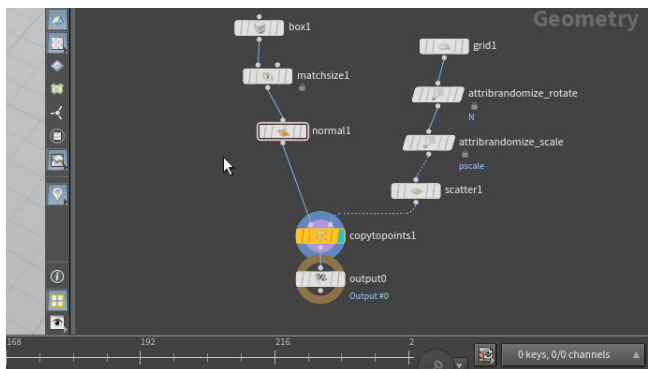 Geometry
box1
grid1
matchsize1
attribrandomize_rotate
N
normal1
attribrandomize_scale
pscale
scatter1
copytopoints1
output0
Output #0
168 192 216 2
0 keys, 0/0 channels